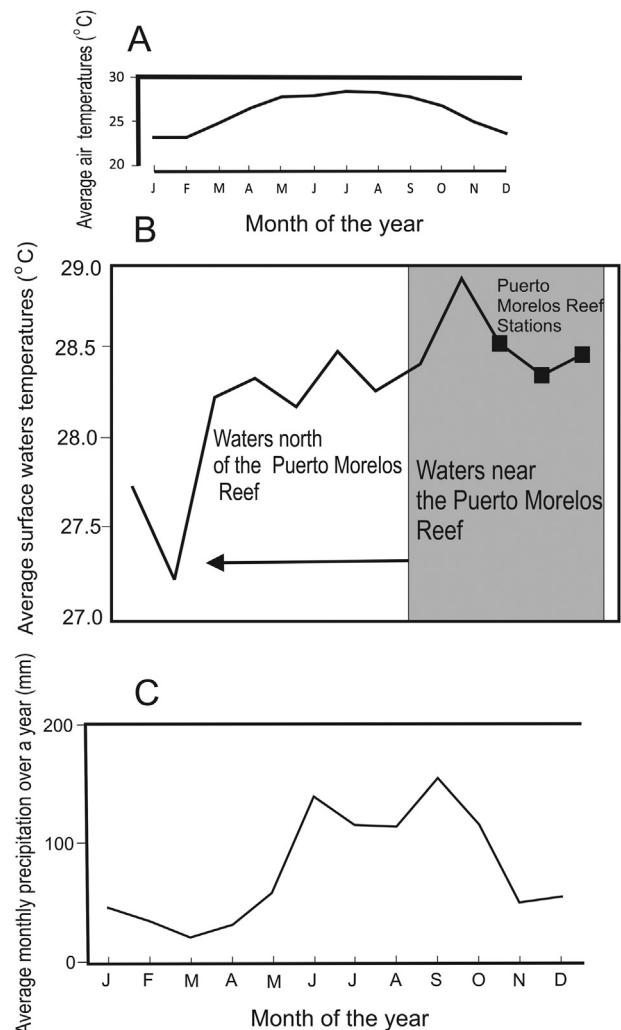 A
Average air temperatures (°C)
30
25
20
J F M A M J J A S O N D
Month of the year
B
Average surface waters temperatures (°C)
29.0
28.5
28.0
27.5
27.0
Puerto
Morelos Reef
Stations
Waters north
of the Puerto Morelos
Reef
Waters near
the Puerto Morelos
Reef
C
Average monthly precipitation over a year (mm)
200
100
0
J F M A M J J A S O N D
Month of the year